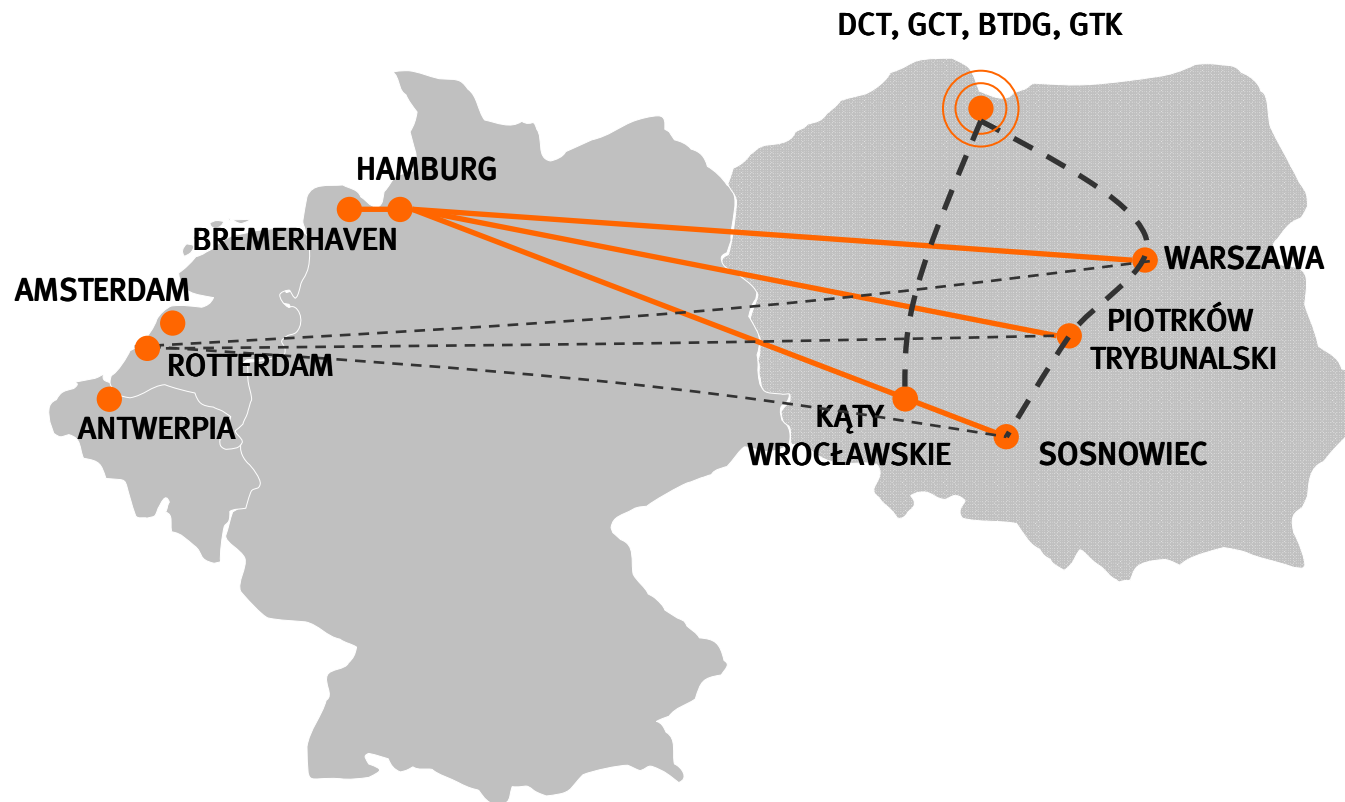 DCT, GCT, BTDG, GTK
HAMBURG
BREMERHAVEN
WARSZAWA
AMSTERDAM
PIOTRKÓW
TRYBUNALSKI
ROTTERDAM
ANTWERPIA
KĄTY
WROCŁAWSKIE
SOSNOWIEC